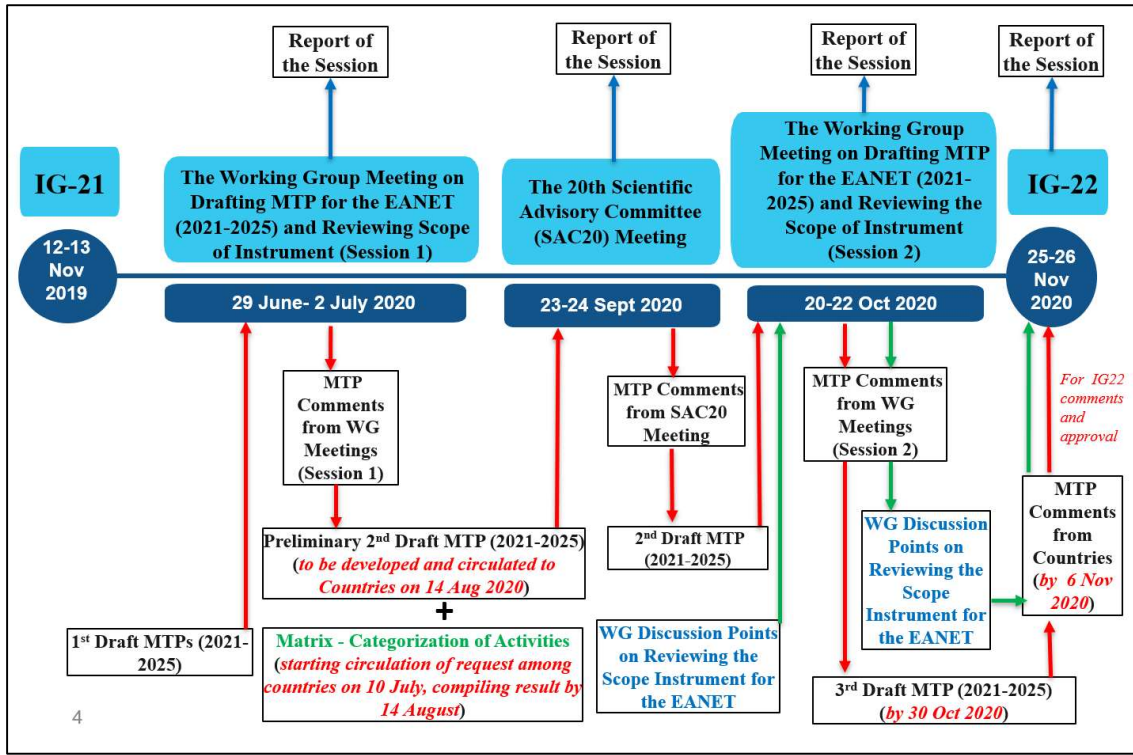 Report of
the Session
Report of
the Session
Report of
the Session
Report of
the Session
IG-21
The Working Group Meeting on
Drafting MTP for the EANET
(2021-2025) and Reviewing Scope
of Instrument (Session 1)
The 20th Scientific
Advisory Committee
(SAC20) Meeting
The Working Group
Meeting on Drafting MTP
for the EANET (2021-
2025) and Reviewing the
Scope of Instrument
(Session 2)
IG-22
12-13
Nov
2019
29 June- 2 July 2020
23-24 Sept 2020
20-22 Oct 2020
25-26
Nov
2020
MTP
Comments
from WG
Meetings
(Session 1)
MTP Comments
from SAC20
Meeting
MTP Comments
from WG
Meetings
(Session 2)
For IG22
comments
and
approval
Preliminary 2nd Draft MTP (2021-2025)
(to be developed and circulated to
Countries on 14 Aug 2020)
+
2nd Draft MTP
(2021-2025)
WG Discussion
Points on
Reviewing the
Scope
Instrument for
the EANET
MTP
Comments
from
Countries
(by 6 Nov
2020)
1st Draft MTPs (2021-
2025)
Matrix - Categorization of Activities
(starting circulation of request among
countries on 10 July, compiling result by
14 August)
WG Discussion Points
on Reviewing the
Scope Instrument for
the EANET
3rd Draft MTP (2021-2025)
(by 30 Oct 2020)
4